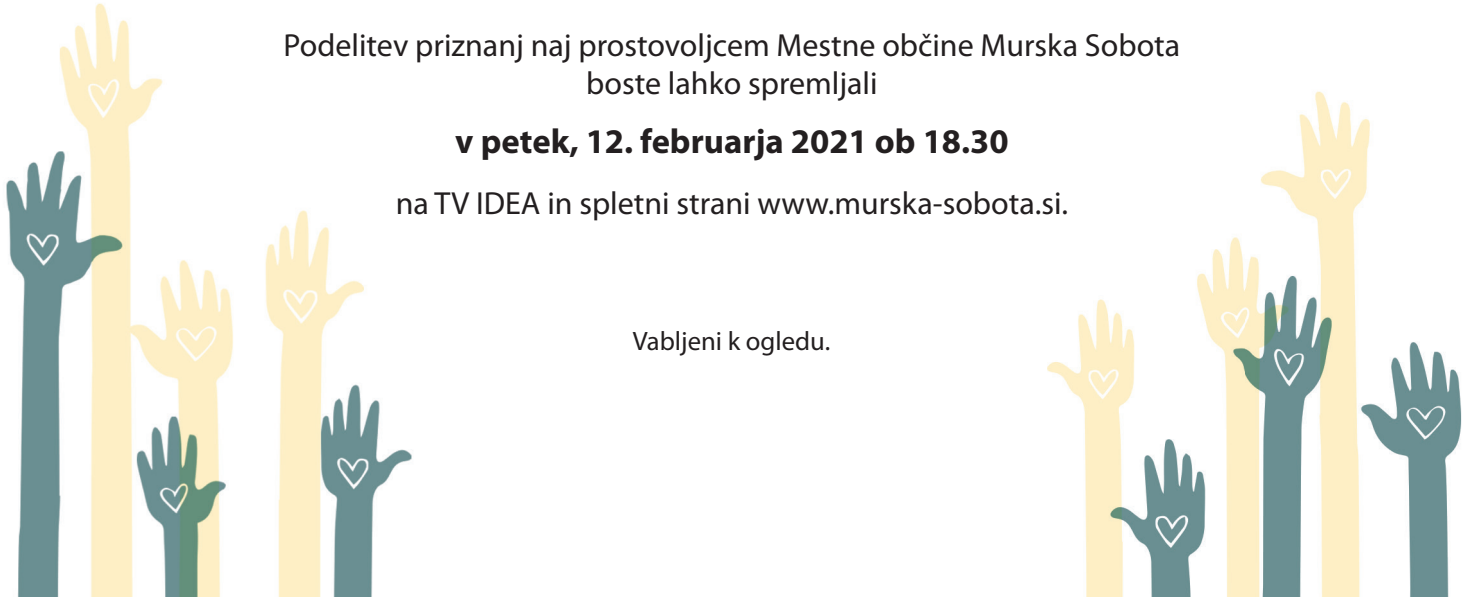 Podelitev priznanj naj prostovoljcem Mestne občine Murska Sobota
boste lahko spremljali
v petek, 12. februarja 2021 ob 18.30
na TV IDEA in spletni strani www.murska-sobota.si.
Vabljeni k ogledu.